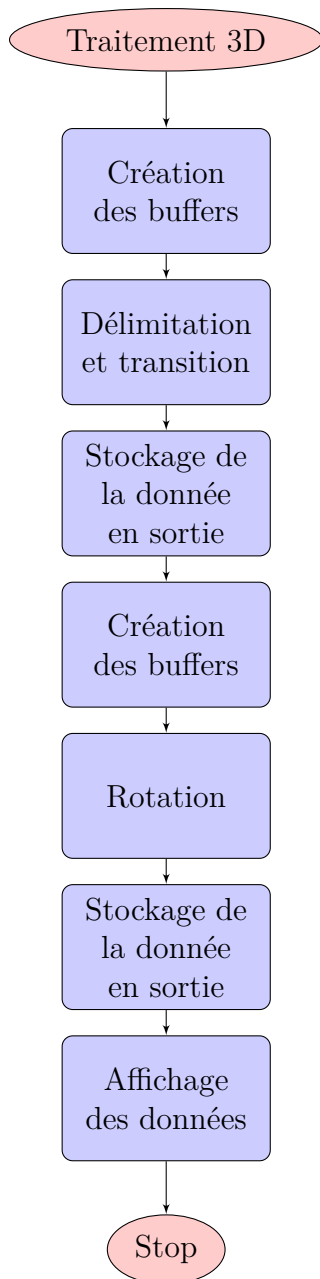 Traitement 3D
Création
des buffers
Délimitation
et transition
Stockage de
la donnée
en sortie
Création
des buffers
Rotation
Stockage de
la donnée
en sortie
Affichage
des données
Stop